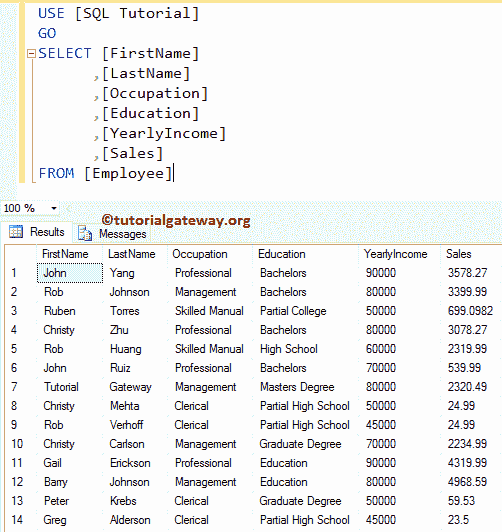 USE [SQL Tutorial]
GO
SELECT [FirstName]
,[LastName]
,[Occupation]
,[Education]
,[YearlyIncome]
,[Sales]
FROM [Employee]
100 %
©tutorialgateway.org
Results Messages
FirstName LastName Occupation Education YearlyIncome Sales
1 John Yang Professional Bachelors 90000 3578.27
2 Rob Johnson Management Bachelors 80000 3399.99
3 Ruben Torres Skilled Manual Partial College 50000 699.0982
4 Christy Zhu Professional Bachelors 80000 3078.27
5 Rob Huang Skilled Manual High School 60000 2319.99
6 John Ruiz Professional Bachelors 70000 539.99
7 Tutorial Gateway Management Masters Degree 80000 2320.49
8 Christy Mehta Clerical Partial High School 50000 24.99
9 Rob Verhoff Clerical Partial High School 45000 24.99
10 Christy Carlson Management Graduate Degree 70000 2234.99
11 Gail Erickson Professional Education 90000 4319.99
12 Barry Johnson Management Education 80000 4968.59
13 Peter Krebs Clerical Graduate Degree 50000 59.53
14 Greg Alderson Clerical Partial High School 45000 23.5